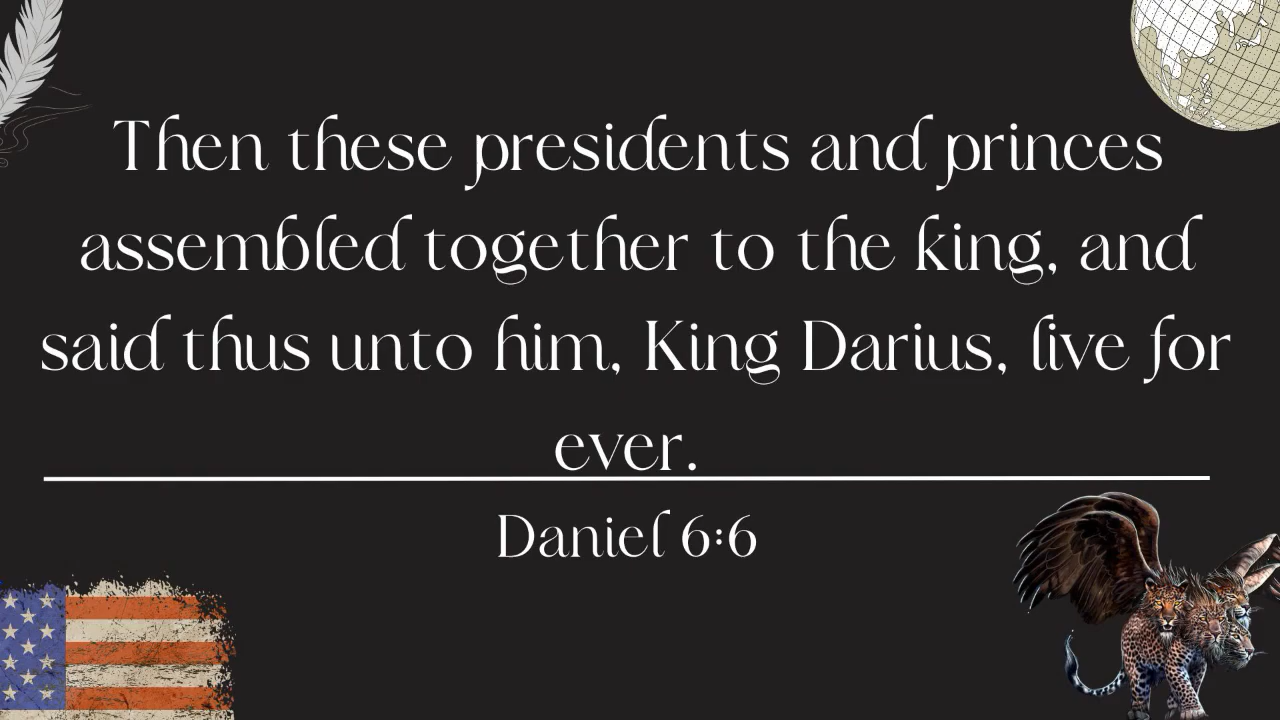 Then these presidents and princes
assembled together to the king, and
said thus unto him, King Darius, live for
ever.
Daniel 6:6